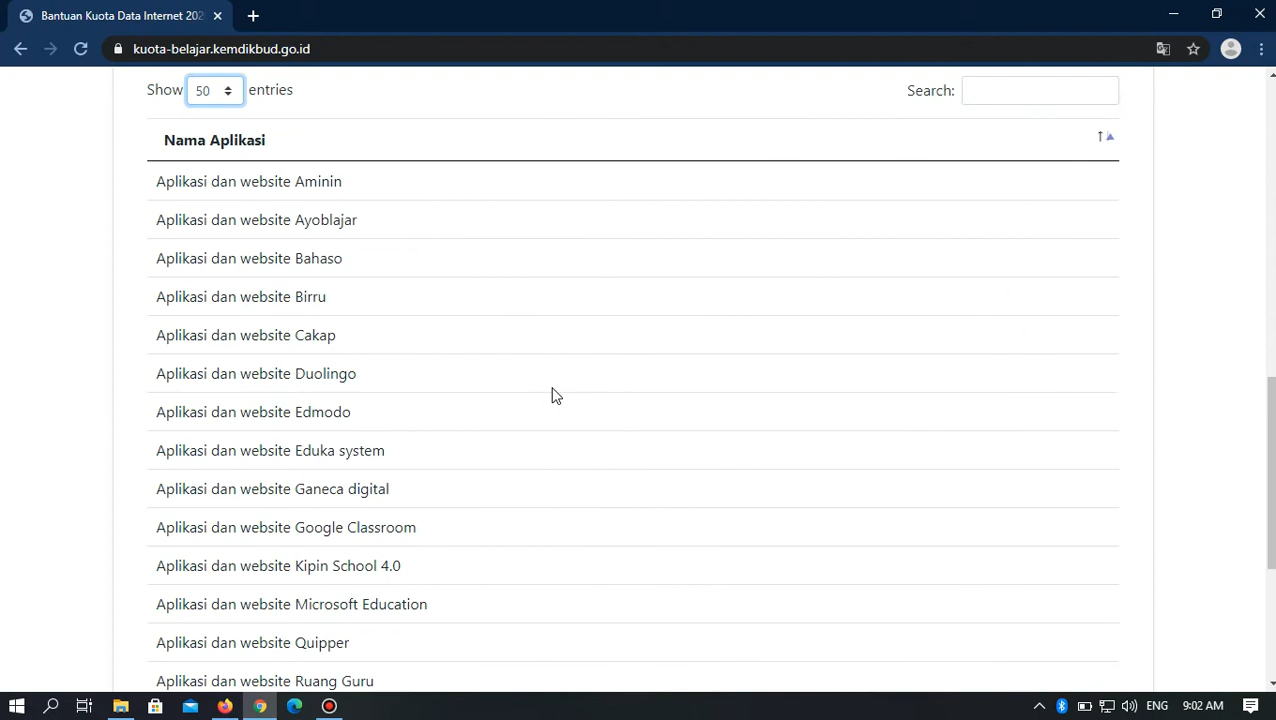 Bantuan Kuota Data Internet 202
kuota-belajar.kemdikbud.go.id
Show 50 entries
Search:
Nama Aplikasi
Aplikasi dan website Aminin
Aplikasi dan website Ayoblajar
Aplikasi dan website Bahaso
Aplikasi dan website Birru
Aplikasi dan website Cakap
Aplikasi dan website Duolingo
Aplikasi dan website Edmodo
Aplikasi dan website Eduka system
Aplikasi dan website Ganeca digital
Aplikasi dan website Google Classroom
Aplikasi dan website Kipin School 4.0
Aplikasi dan website Microsoft Education
Aplikasi dan website Quipper
Aplikasi dan website Ruang Guru
ENG 9:02 AM